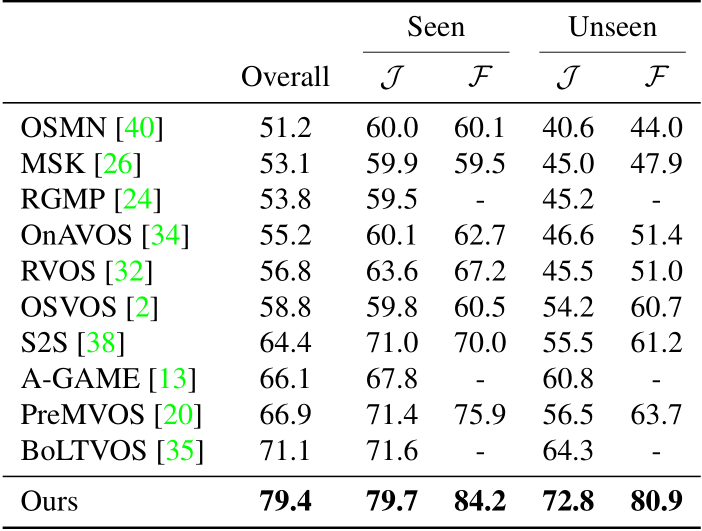 Seen Unseen
Overall 𝒥 ℱ 𝒥 ℱ
OSMN [40] 51.2 60.0 60.1 40.6 44.0
MSK [26] 53.1 59.9 59.5 45.0 47.9
RGMP [24] 53.8 59.5 - 45.2 -
OnAVOS [34] 55.2 60.1 62.7 46.6 51.4
RVOS [32] 56.8 63.6 67.2 45.5 51.0
OSVOS [2] 58.8 59.8 60.5 54.2 60.7
S2S [38] 64.4 71.0 70.0 55.5 61.2
A-GAME [13] 66.1 67.8 - 60.8 -
PreMVOS [20] 66.9 71.4 75.9 56.5 63.7
BoLTVOS [35] 71.1 71.6 - 64.3 -
Ours 79.4 79.7 84.2 72.8 80.9